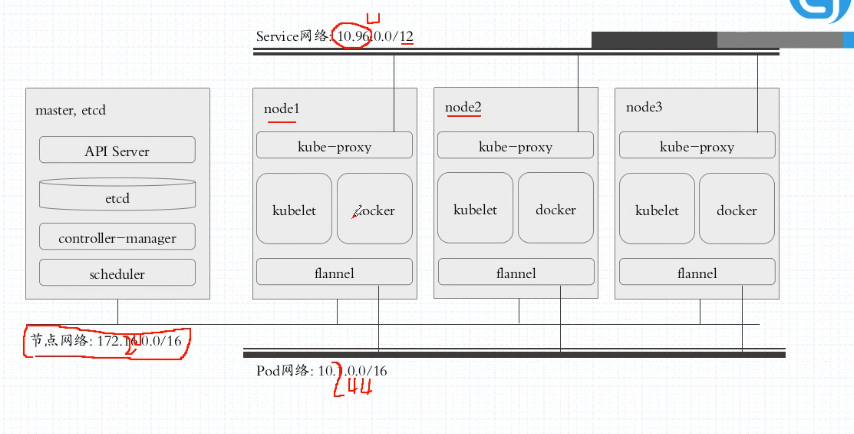 Service网络: 10.96.0.0/12
master, etcd
API Server
etcd
controller-manager
scheduler
node1
kube-proxy
kubelet
docker
flannel
node2
kube-proxy
kubelet
docker
flannel
node3
kube-proxy
kubelet
docker
flannel
节点网络: 172.16.0.0/16
Pod网络: 10.1.0.0/16
244